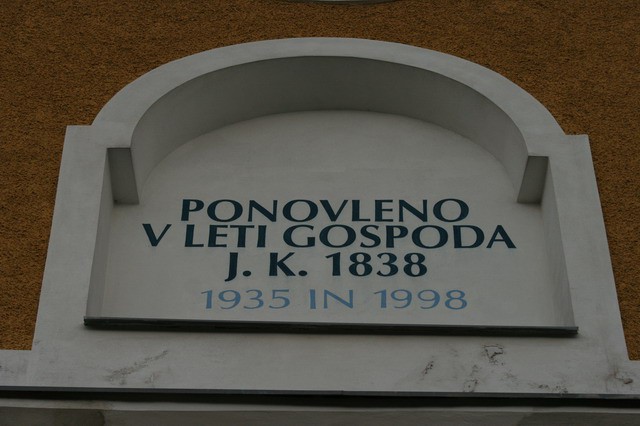 PONOVLENO
V LETI GOSPODA
J. K. 1838
1935 IN 1998